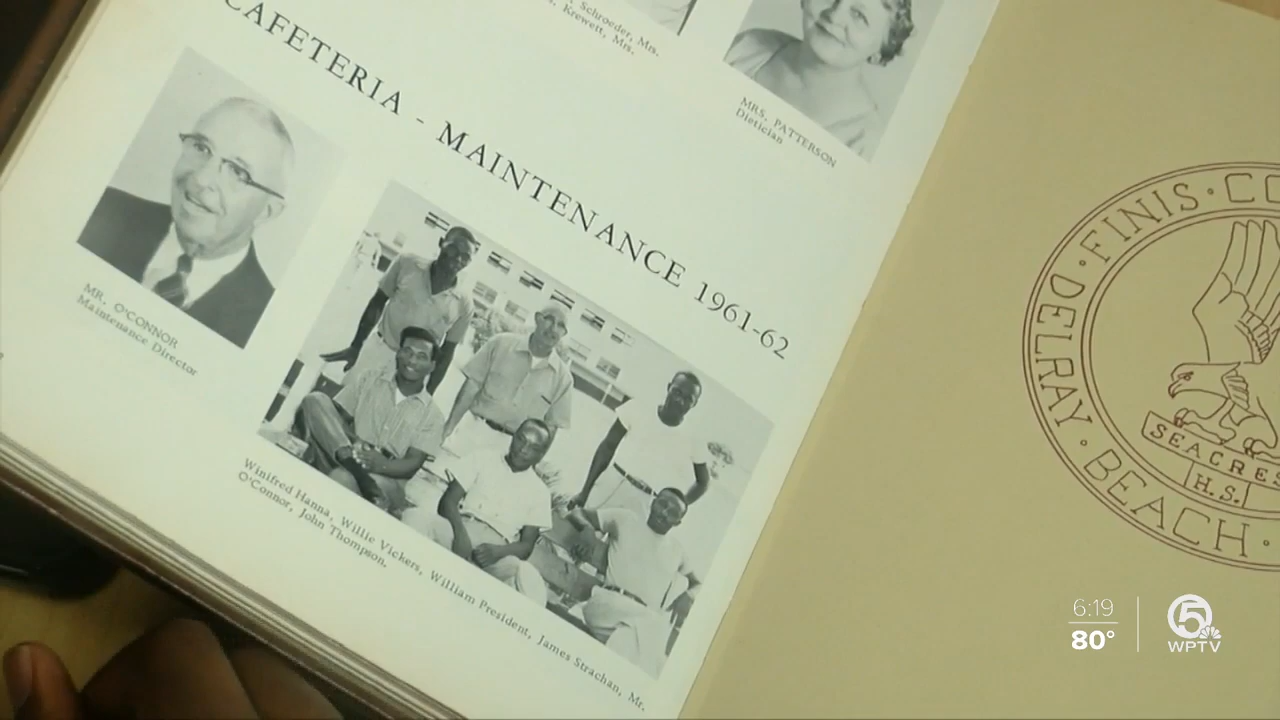 Schroeder, Mrs.
Krewett, Mrs.
MRS. PATTERSON
Dietician
CAFETERIA - MAINTENANCE 1961-62
MR. O'CONNOR
Maintenance Director
Winifred Hanna, Willie Vickers, William President, James Strachan, Mr.
O'Connor, John Thompson.
· FINIS ·
DELRAY · BEACH ·
SEACRES
H.S.
6:19
80°
5
WPTV